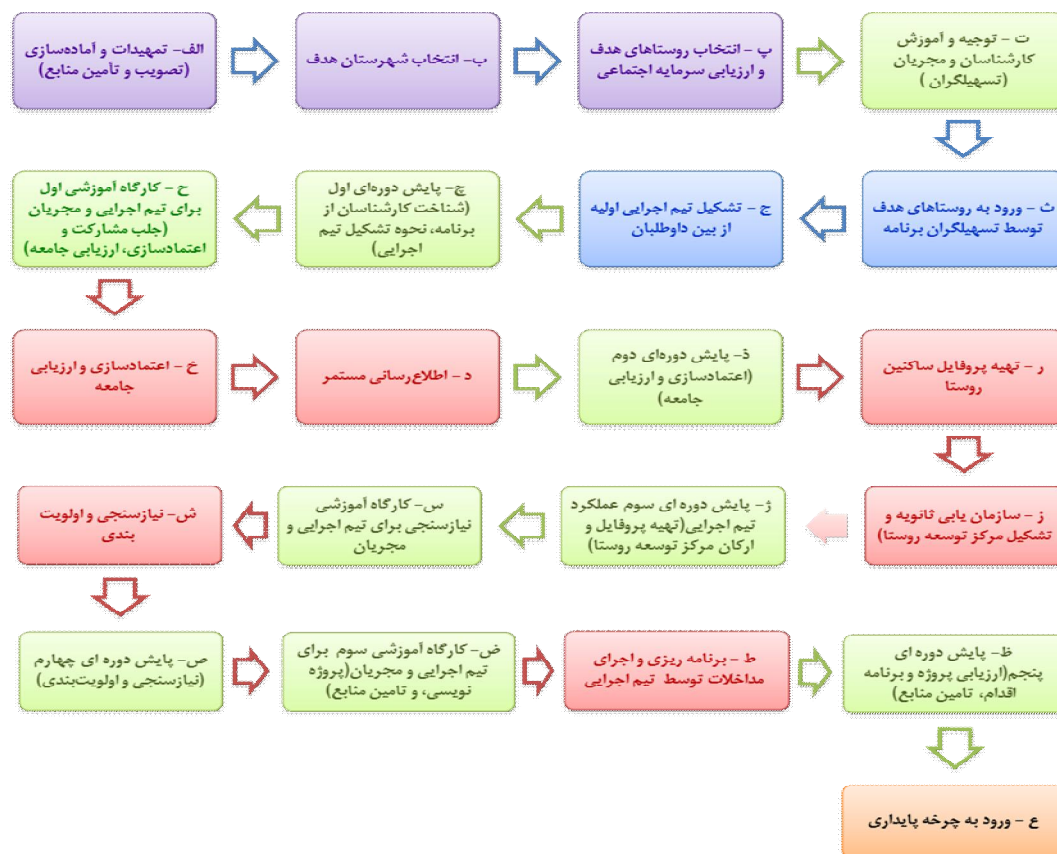 الف- تمهیدات و آماده‌سازی
(تصویب و تأمین منابع)
ب- انتخاب شهرستان هدف
پ - انتخاب روستاهای هدف
و ارزیابی سرمایه اجتماعی
ت - توجیه و آموزش
کارشناسان و مجریان
(تسهیلگران )
ث - ورود به روستاهای هدف
توسط تسهیلگران برنامه
ج - تشکیل تیم اجرایی اولیه
از بین داوطلبان
چ- پایش دوره‌ای اول
(شناخت کارشناسان از
برنامه، نحوه تشکیل تیم
اجرایی)
ح - کارگاه آموزشی اول
برای تیم اجرایی و مجریان
(جلب مشارکت و
اعتمادسازی، ارزیابی جامعه)
خ - اعتمادسازی و ارزیابی
جامعه
د - اطلاع‌رسانی مستمر
ذ- پایش دوره‌ای دوم
(اعتمادسازی و ارزیابی
جامعه)
ر - تهیه پروفایل ساکنین
روستا
ز - سازمان یابی ثانویه و
تشکیل مرکز توسعه روستا)
ژ- پایش دوره ای سوم عملکرد
تیم اجرایی(تهیه پروفایل و
ارکان مرکز توسعه روستا)
س- کارگاه آموزشی
نیازسنجی برای تیم اجرایی و
مجریان
ش- نیازسنجی و اولویت
بندی
ص- پایش دوره ای چهارم
(نیازسنجی و اولویت‌بندی)
ض- کارگاه آموزشی سوم برای
تیم اجرایی و مجریان(پروژه
نویسی، و تامین منابع)
ط - برنامه ریزی و اجرای
مداخلات توسط تیم اجرایی
ظ- پایش دوره ای
پنجم(ارزیابی پروژه و برنامه
اقدام، تامین منابع)
ع - ورود به چرخه پایداری